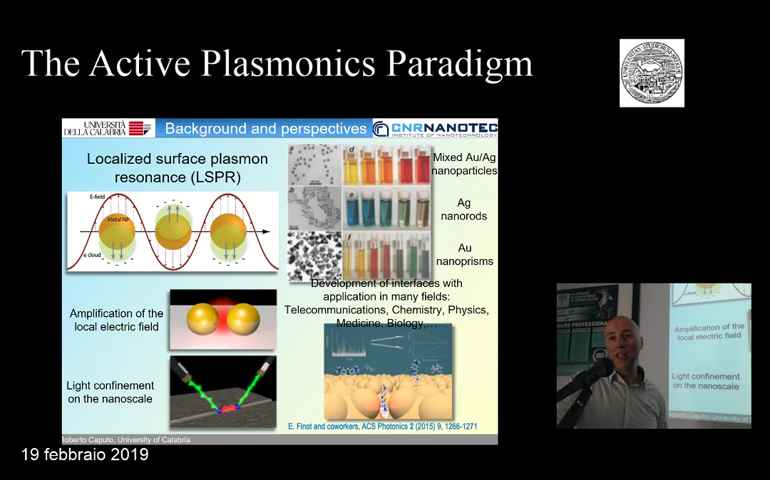 The Active Plasmonics Paradigm
UNIVERSITÀ
DELLA CALABRIA
Background and perspectives
CNRNANOTEC
INSTITUTE OF NANOTECHNOLOGY
Localized surface plasmon
resonance (LSPR)
E-field
Metal NP
e cloud
a
d
b
e
f
Mixed Au/Ag
nanoparticles
Ag
nanorods
Au
nanoprisms
Development of interfaces with
application in many fields:
Telecommunications, Chemistry, Physics,
Medicine, Biology,...
Amplification of the
local electric field
Light confinement
on the nanoscale
E. Finot and coworkers, ACS Photonics 2 (2015) 9, 1266-1271
Roberto Caputo, University of Calabria
Amplification of the
local electric field
Light confinement
on the nanoscale
19 febbraio 2019